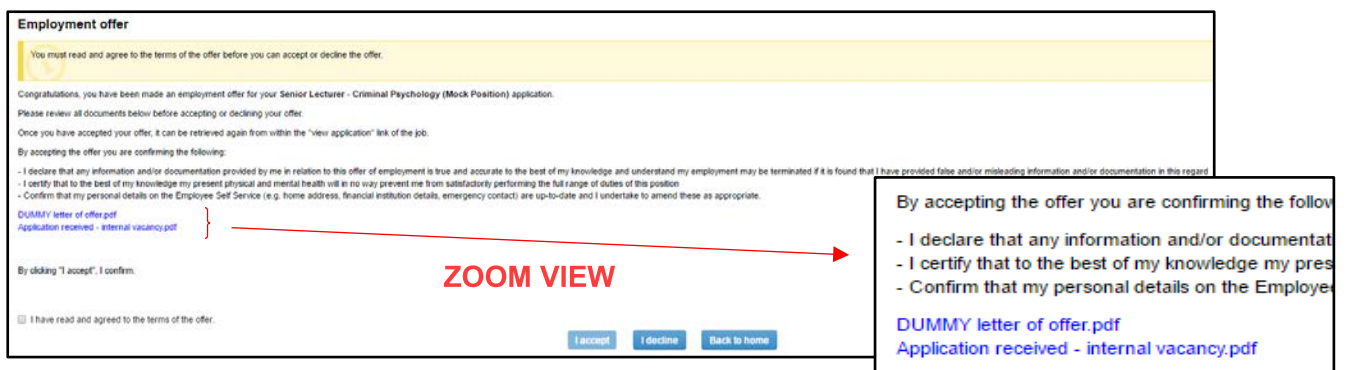 Employment offer
You must read and agree to the terms of the offer before you can accept or decline the offer.
Congratulations, you have been made an employment offer for your Senior Lecturer - Criminal Psychology (Mock Position) application.
Please review all documents below before accepting or declining your offer.
Once you have accepted your offer, it can be retrieved again from within the "view application" link of the job.
By accepting the offer you are confirming the following:
- I declare that any information and/or documentation provided by me in relation to this offer of employment is true and accurate to the best of my knowledge and understand my employment may be terminated if it is found that I have provided false and/or misleading information and/or documentation in this regard
- I certify that to the best of my knowledge my present physical and mental health will in no way prevent me from satisfactorily performing the full range of duties of this position
- Confirm that my personal details on the Employee Self Service (e.g. home address, financial institution details, emergency contact) are up-to-date and I undertake to amend these as appropriate.
DUMMY letter of offer.pdf
Application received - internal vacancy.pdf
By clicking "I accept", I confirm.
I have read and agreed to the terms of the offer.
I accept
I decline
Back to home
ZOOM VIEW
By accepting the offer you are confirming the follow
- I declare that any information and/or documentat
- I certify that to the best of my knowledge my pres
- Confirm that my personal details on the Employe
DUMMY letter of offer.pdf
Application received - internal vacancy.pdf